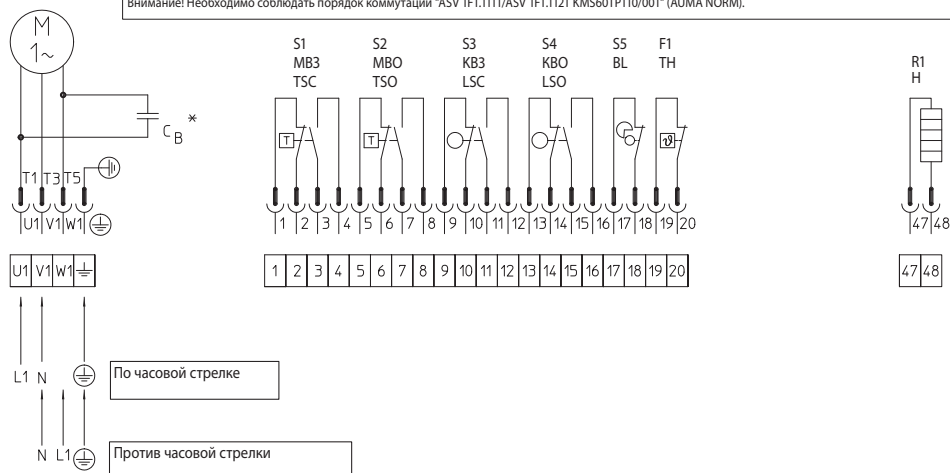 Внимание! Необходимо соблюдать порядок коммутации "ASV 1F1.1111/ASV 1F1.1121 KMS601P110/001" (AUMA NORM).
M
1~
S1 S2 S3 S4 S5 F1
MB3 MBO KB3 KBO BL TH
TSC TSO LSC LSO
R1
H
C B *
T T ϑ
T1 T3 T5
U1 V1 W1
1 2 3 4 5 6 7 8 9 10 11 12 13 14 15 16 17 18 19 20
47 48
U1 V1 W1
1 2 3 4 5 6 7 8 9 10 11 12 13 14 15 16 17 18 19 20
47 48
L1 N
По часовой стрелке
N L1
Против часовой стрелки